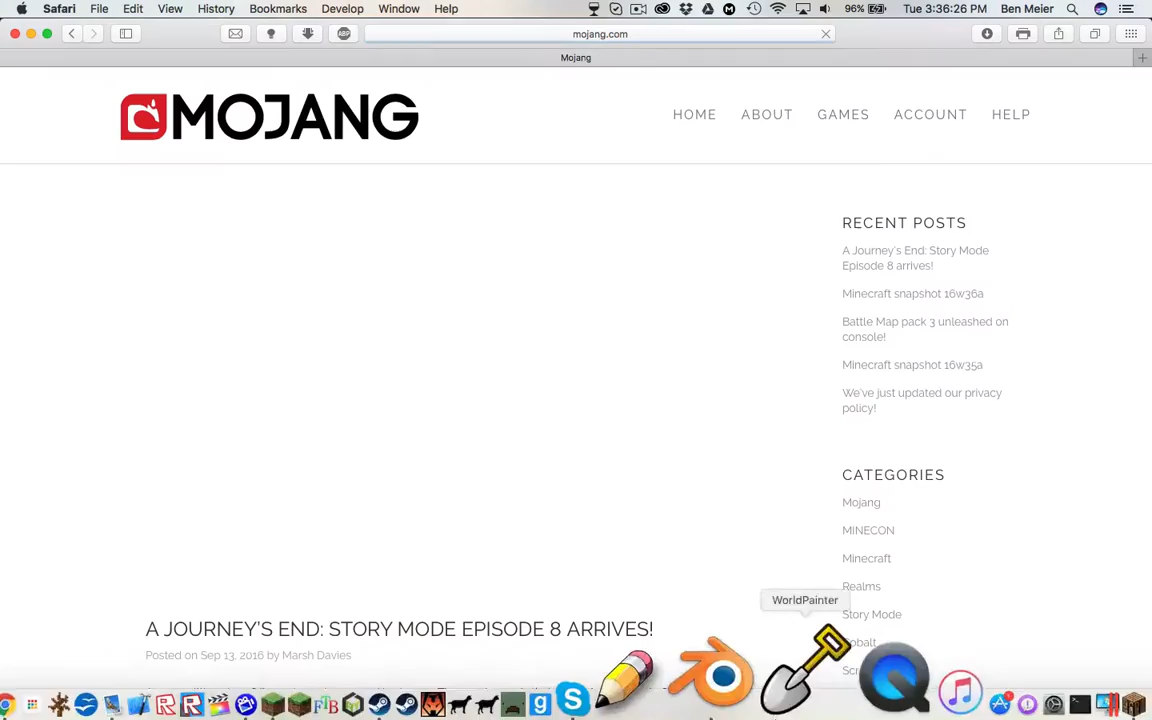 Safari File Edit View History Bookmarks Develop Window Help 96% Tue 3:36:26 PM Ben Meier
mojang.com
ABP
Mojang
MOJANG
HOME ABOUT GAMES ACCOUNT HELP
RECENT POSTS
A Journey's End: Story Mode
Episode 8 arrives!
Minecraft snapshot 16w36a
Battle Map pack 3 unleashed on
console!
Minecraft snapshot 16w35a
We've just updated our privacy
policy!
CATEGORIES
Mojang
MINECON
Minecraft
Realms
Story Mode
Cobalt
A JOURNEY'S END: STORY MODE EPISODE 8 ARRIVES!
Posted on Sep 13, 2016 by Marsh Davies
WorldPainter